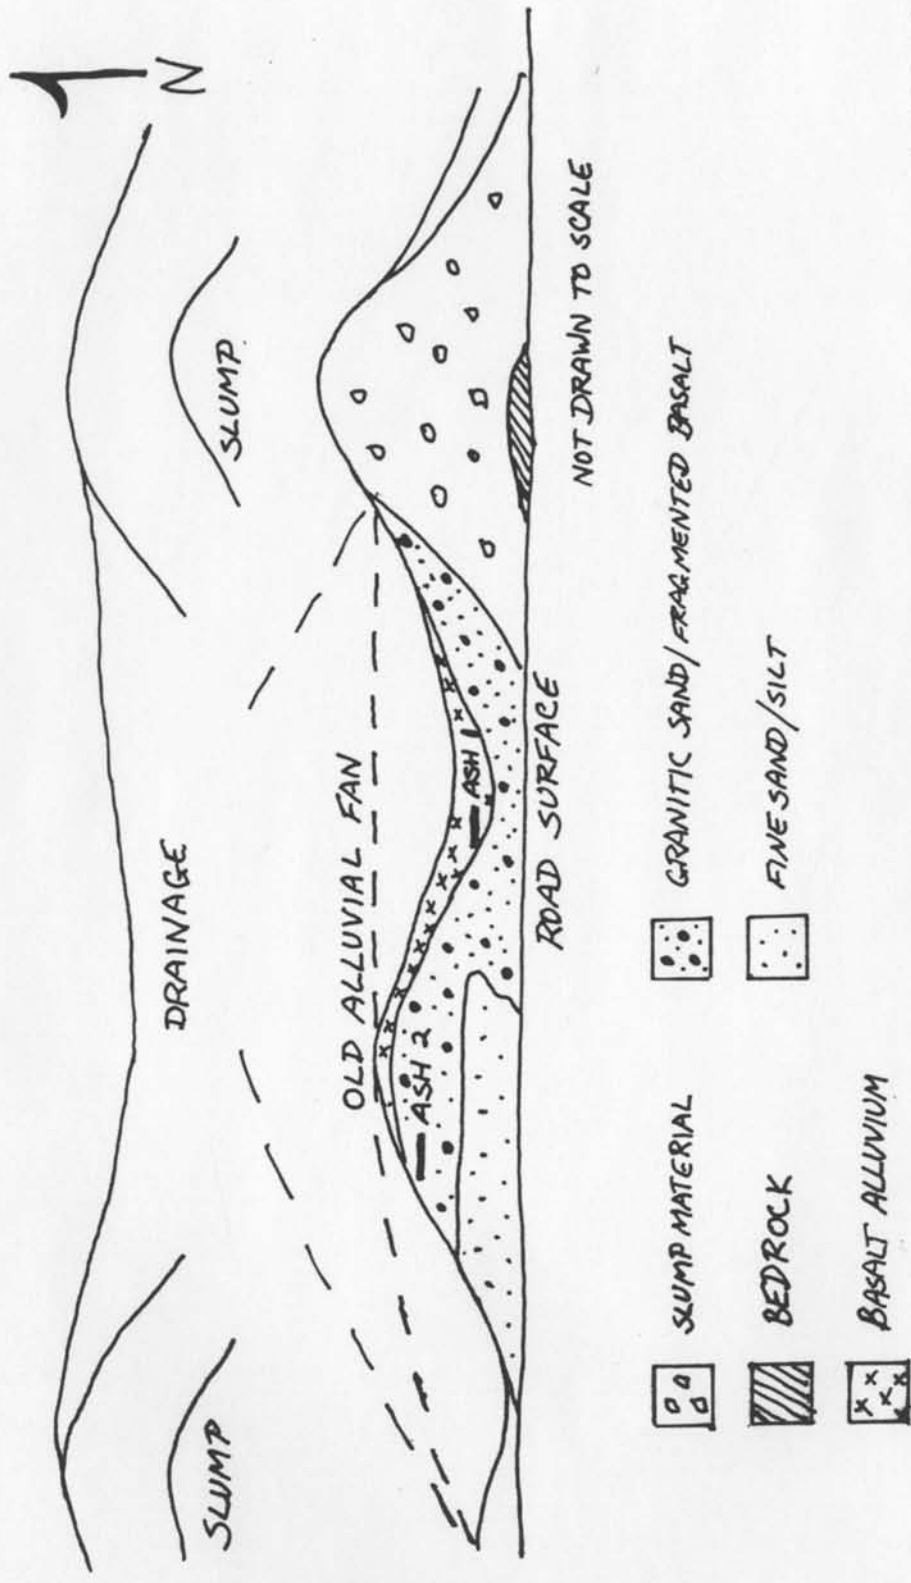 N
DRAINAGE
SLUMP
SLUMP
OLD ALLUVIAL FAN
ASH 2
ASH 1
ROAD SURFACE
NOT DRAWN TO SCALE
SLUMP MATERIAL
GRANITIC SAND/FRAGMENTED BASALT
BEDROCK
FINE SAND/SILT
BASALT ALLUVIUM